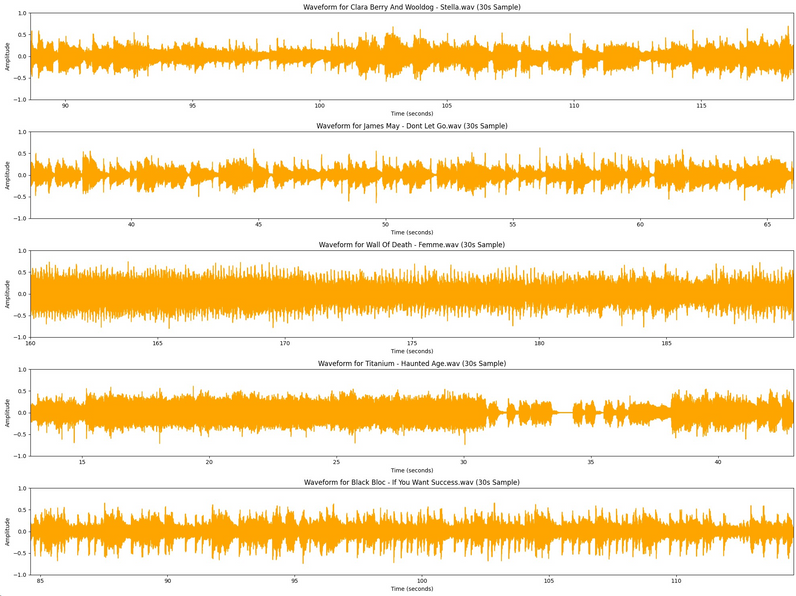 Waveform for Clara Berry And Wooldog - Stella.wav (30s Sample)
1.0
0.5
0.0
−0.5
−1.0
Amplitude
90 95 100 105 110 115
Time (seconds)
Waveform for James May - Dont Let Go.wav (30s Sample)
1.0
0.5
0.0
−0.5
−1.0
Amplitude
40 45 50 55 60 65
Time (seconds)
Waveform for Wall Of Death - Femme.wav (30s Sample)
1.0
0.5
0.0
−0.5
−1.0
Amplitude
160 165 170 175 180 185
Time (seconds)
Waveform for Titanium - Haunted Age.wav (30s Sample)
1.0
0.5
0.0
−0.5
−1.0
Amplitude
15 20 25 30 35 40
Time (seconds)
Waveform for Black Bloc - If You Want Success.wav (30s Sample)
1.0
0.5
0.0
−0.5
−1.0
Amplitude
85 90 95 100 105 110
Time (seconds)